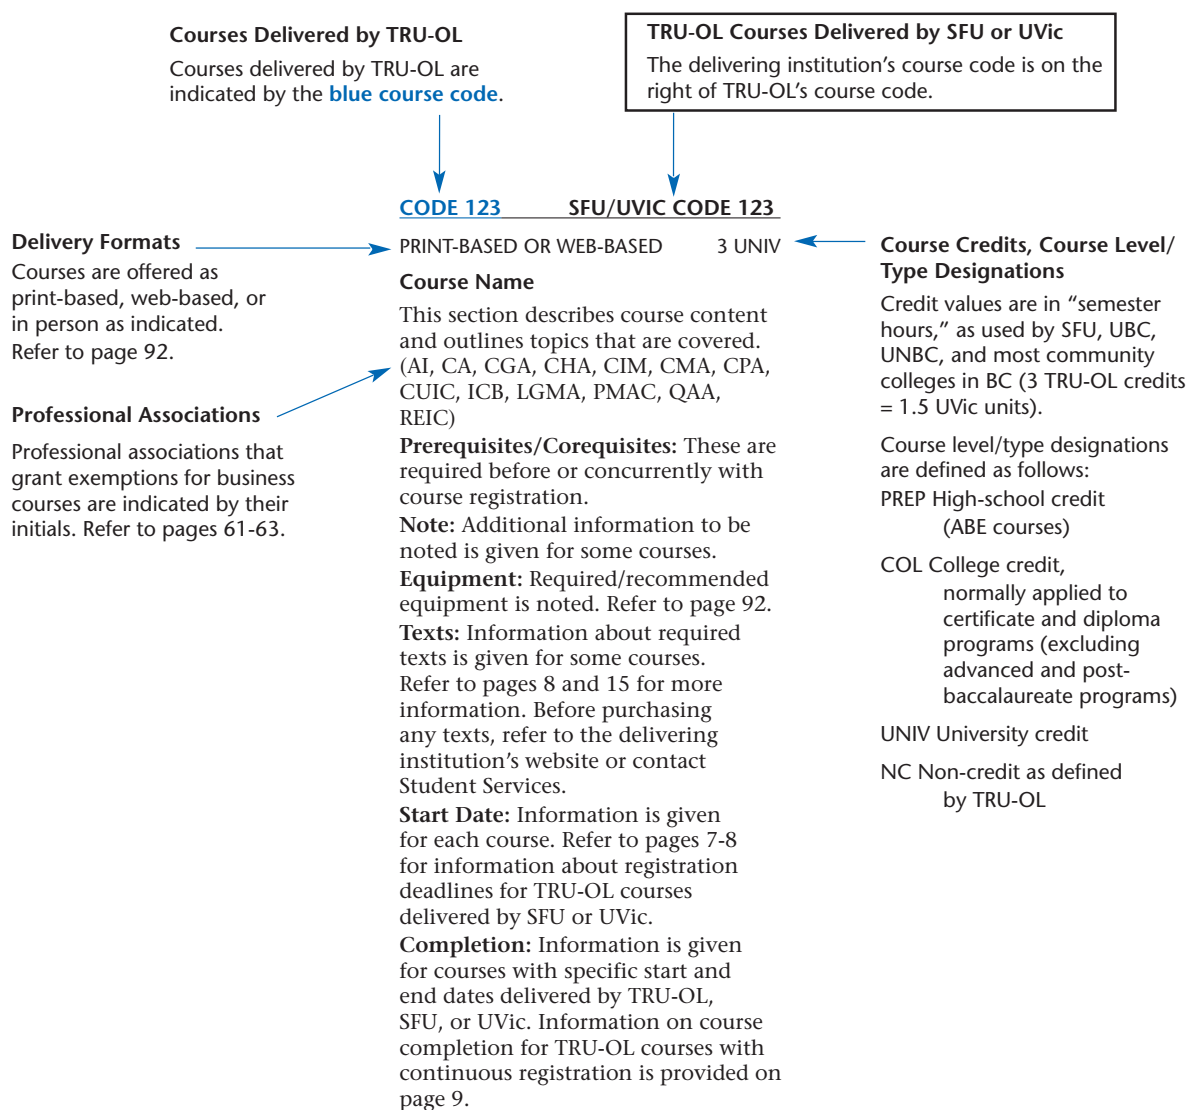 Courses Delivered by TRU-OL
Courses delivered by TRU-OL are
indicated by the blue course code.
TRU-OL Courses Delivered by SFU or UVic
The delivering institution’s course code is on the
right of TRU-OL’s course code.
CODE 123 SFU/UVIC CODE 123
PRINT-BASED OR WEB-BASED 3 UNIV
Delivery Formats
Courses are offered as
print-based, web-based, or
in person as indicated.
Refer to page 92.
Professional Associations
Professional associations that
grant exemptions for business
courses are indicated by their
initials. Refer to pages 61-63.
Course Name
This section describes course content
and outlines topics that are covered.
(AI, CA, CGA, CHA, CIM, CMA, CPA,
CUIC, ICB, LGMA, PMAC, QAA,
REIC)
Prerequisites/Corequisites: These are
required before or concurrently with
course registration.
Note: Additional information to be
noted is given for some courses.
Equipment: Required/recommended
equipment is noted. Refer to page 92.
Texts: Information about required
texts is given for some courses.
Refer to pages 8 and 15 for more
information. Before purchasing
any texts, refer to the delivering
institution’s website or contact
Student Services.
Start Date: Information is given
for each course. Refer to pages 7-8
for information about registration
deadlines for TRU-OL courses
delivered by SFU or UVic.
Completion: Information is given
for courses with specific start and
end dates delivered by TRU-OL,
SFU, or UVic. Information on course
completion for TRU-OL courses with
continuous registration is provided on
page 9.
Course Credits, Course Level/
Type Designations
Credit values are in “semester
hours,” as used by SFU, UBC,
UNBC, and most community
colleges in BC (3 TRU-OL credits
= 1.5 UVic units).
Course level/type designations
are defined as follows:
PREP High-school credit
(ABE courses)
COL College credit,
normally applied to
certificate and diploma
programs (excluding
advanced and post-
baccalaureate programs)
UNIV University credit
NC Non-credit as defined
by TRU-OL